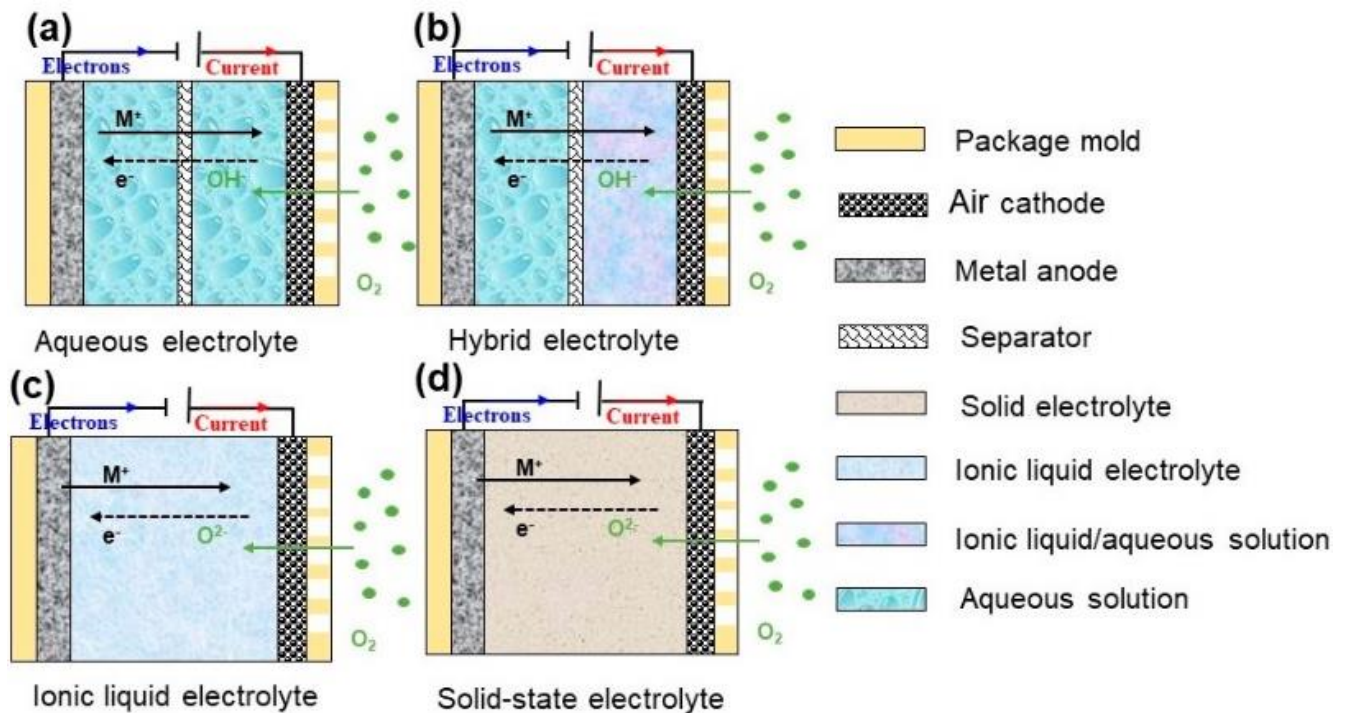 (a)
Electrons
Current
M⁺
e⁻
OH⁻
O₂
Aqueous electrolyte
(b)
Electrons
Current
M⁺
e⁻
OH⁻
O₂
Hybrid electrolyte
(c)
Electrons
Current
M⁺
e⁻
O²⁻
O₂
Ionic liquid electrolyte
(d)
Electrons
Current
M⁺
e⁻
O²⁻
O₂
Solid-state electrolyte
Package mold
Air cathode
Metal anode
Separator
Solid electrolyte
Ionic liquid electrolyte
Ionic liquid/aqueous solution
Aqueous solution